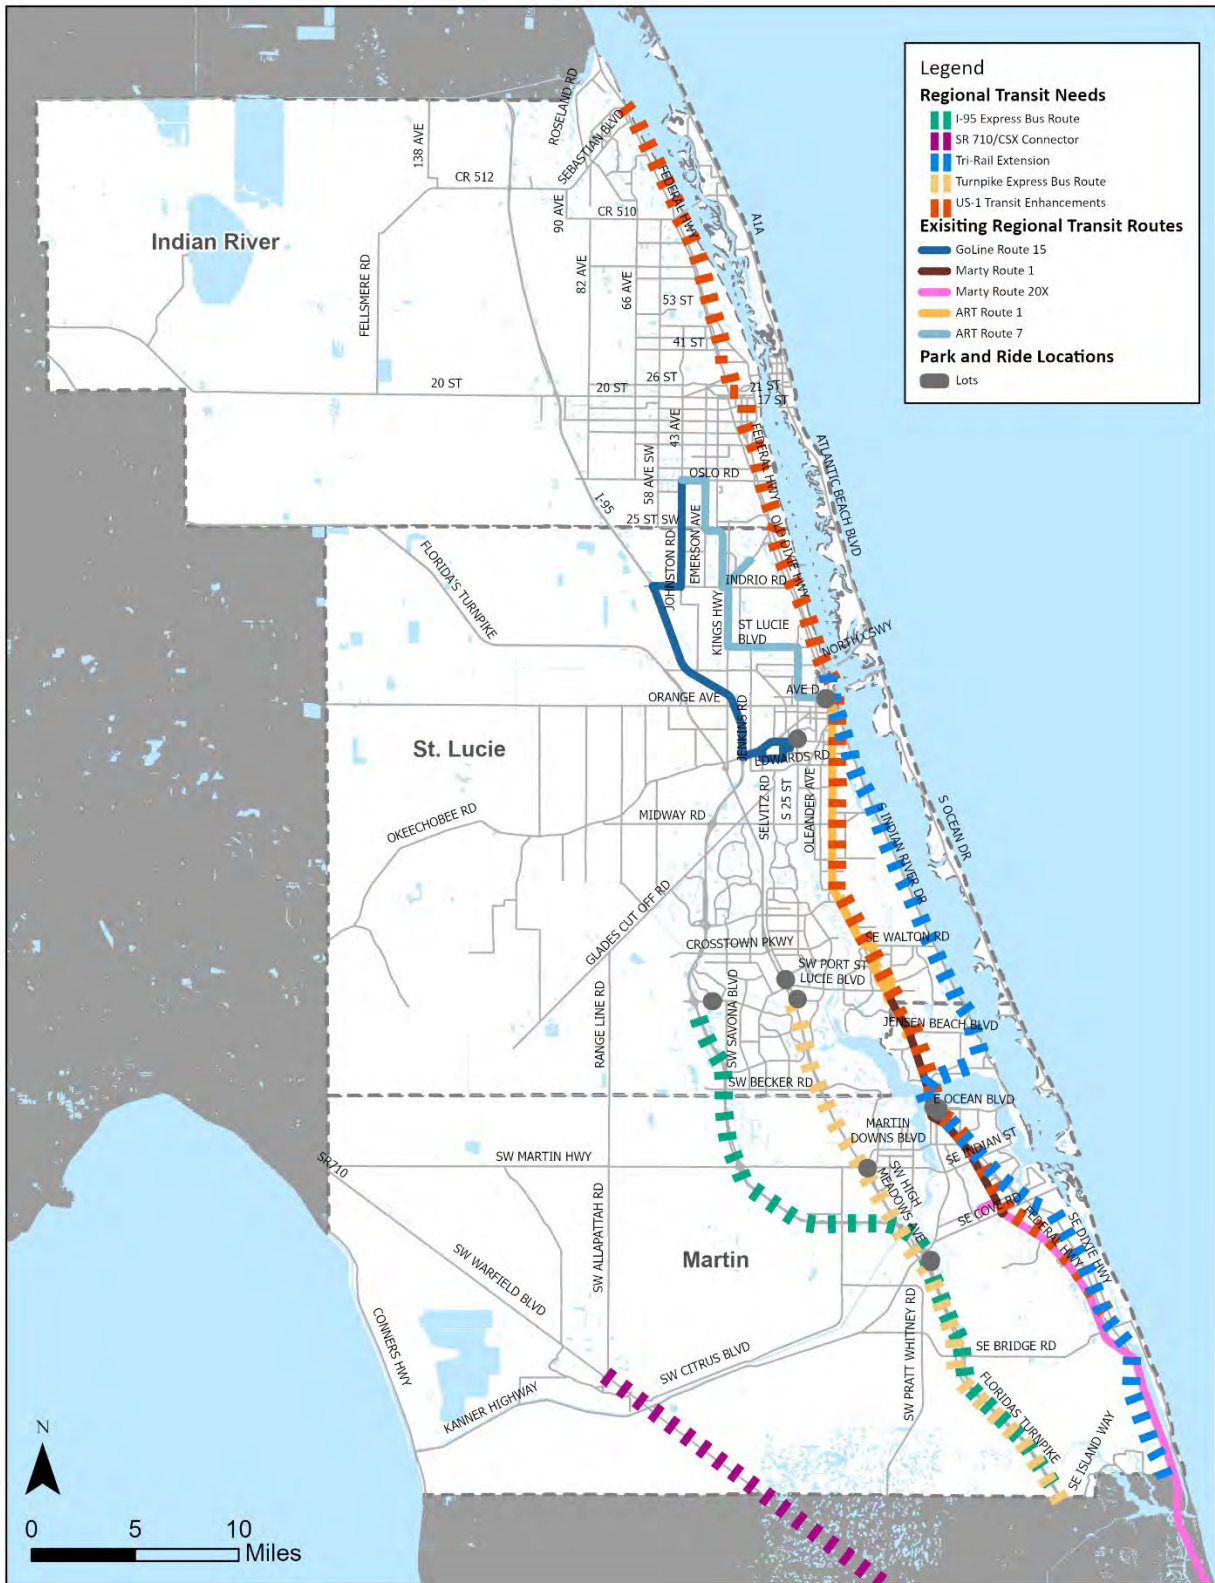 Legend
Regional Transit Needs
I-95 Express Bus Route
SR 710/CSX Connector
Tri-Rail Extension
Turnpike Express Bus Route
US-1 Transit Enhancements
Exisiting Regional Transit Routes
GoLine Route 15
Marty Route 1
Marty Route 20X
ART Route 1
ART Route 7
Park and Ride Locations
Lots
ROSELAND RD
138 AVE
SEBASTIAN BLVD
CR 512
90 AVE
CR 510
FEDERAL HWY
A1A
Indian River
FELLSMERE RD
82 AVE
66 AVE
53 ST
41 ST
26 ST
20 ST
20 ST
21 ST
17 ST
43 AVE
FEDERAL HWY
ATLANTIC BEACH BLVD
58 AVE SW
OSLO RD
I-95
25 ST SW
EMERSON AVE
OLD DIXIE HWY
JOHNSTON RD
FLORIDA'S TURNPIKE
INDRIO RD
KINGS HWY
ST LUCIE
BLVD
NORTH CSWY
ORANGE AVE
AVE D
JENKINS RD
St. Lucie
EDWARDS RD
SELVITZ RD
S 25 ST
OLEANDER AVE
MIDWAY RD
OKEECHOBEE RD
S INDIAN RIVER DR
S OCEAN DR
GLADES CUT OFF RD
CROSSTOWN PKWY
SE WALTON RD
SW PORT ST
LUCIE BLVD
SW SAVONA BLVD
RANGE LINE RD
JENSEN BEACH BLVD
SW BECKER RD
E OCEAN BLVD
MARTIN
DOWNS BLVD
SE INDIAN ST
SR710
SW MARTIN HWY
SW HIGH
MEADOWS AVE
SE COVE RD
SW ALLAPATTAH RD
FEDERAL HWY
SE DIXIE HWY
Martin
SW WARFIELD BLVD
CONNERS HWY
SW PRATT WHITNEY RD
SE BRIDGE RD
SW CITRUS BLVD
KANNER HIGHWAY
FLORIDAS TURNPIKE
SE ISLAND WAY
N
0 5 10
Miles